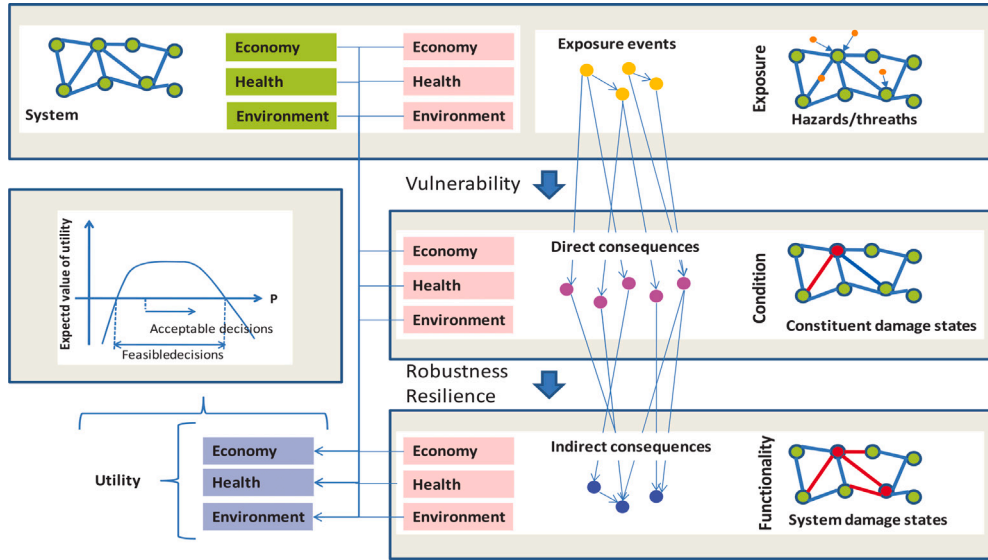 System
Economy
Health
Environment
Economy
Health
Environment
Exposure events
Exposure
Hazards/threaths
Vulnerability
Expectd value of utility
P
Acceptable decisions
Feasibledecisions
Economy
Health
Environment
Direct consequences
Condition
Constituent damage states
Robustness
Resilience
Utility
Economy
Health
Environment
Economy
Health
Environment
Indirect consequences
Functionality
System damage states